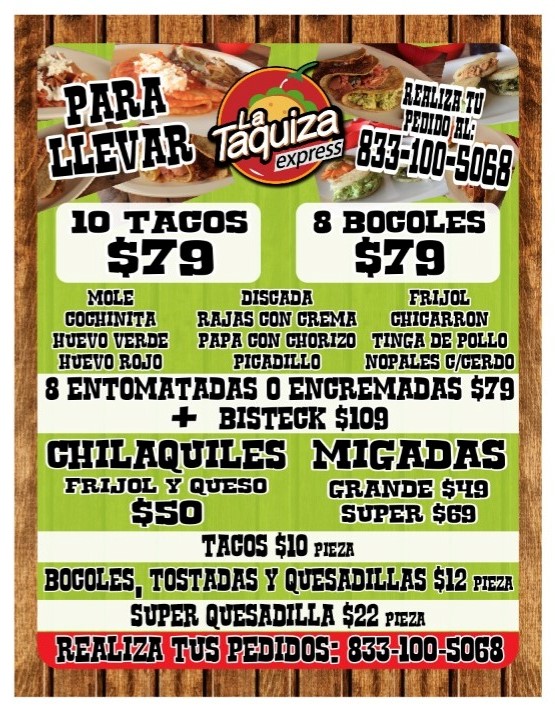 PARA
LLEVAR
La
Taquiza
express
REALIZA TU
PEDIDO AL:
833-100-5068
10 TACOS
$79
8 BOCOLES
$79
MOLE DISCADA FRIJOL
COCHINITA RAJAS CON CREMA CHICARRON
HUEVO VERDE PAPA CON CHORIZO TINGA DE POLLO
HUEVO ROJO PICADILLO NOPALES C/CERDO
8 ENTOMATADAS O ENCREMADAS $79
+ BISTECK $109
CHILAQUILES
FRIJOL Y QUESO
$50
MIGADAS
GRANDE $49
SUPER $69
TACOS $10 PIEZA
BOCOLES, TOSTADAS Y QUESADILLAS $12 PIEZA
SUPER QUESADILLA $22 PIEZA
REALIZA TUS PEDIDOS: 833-100-5068